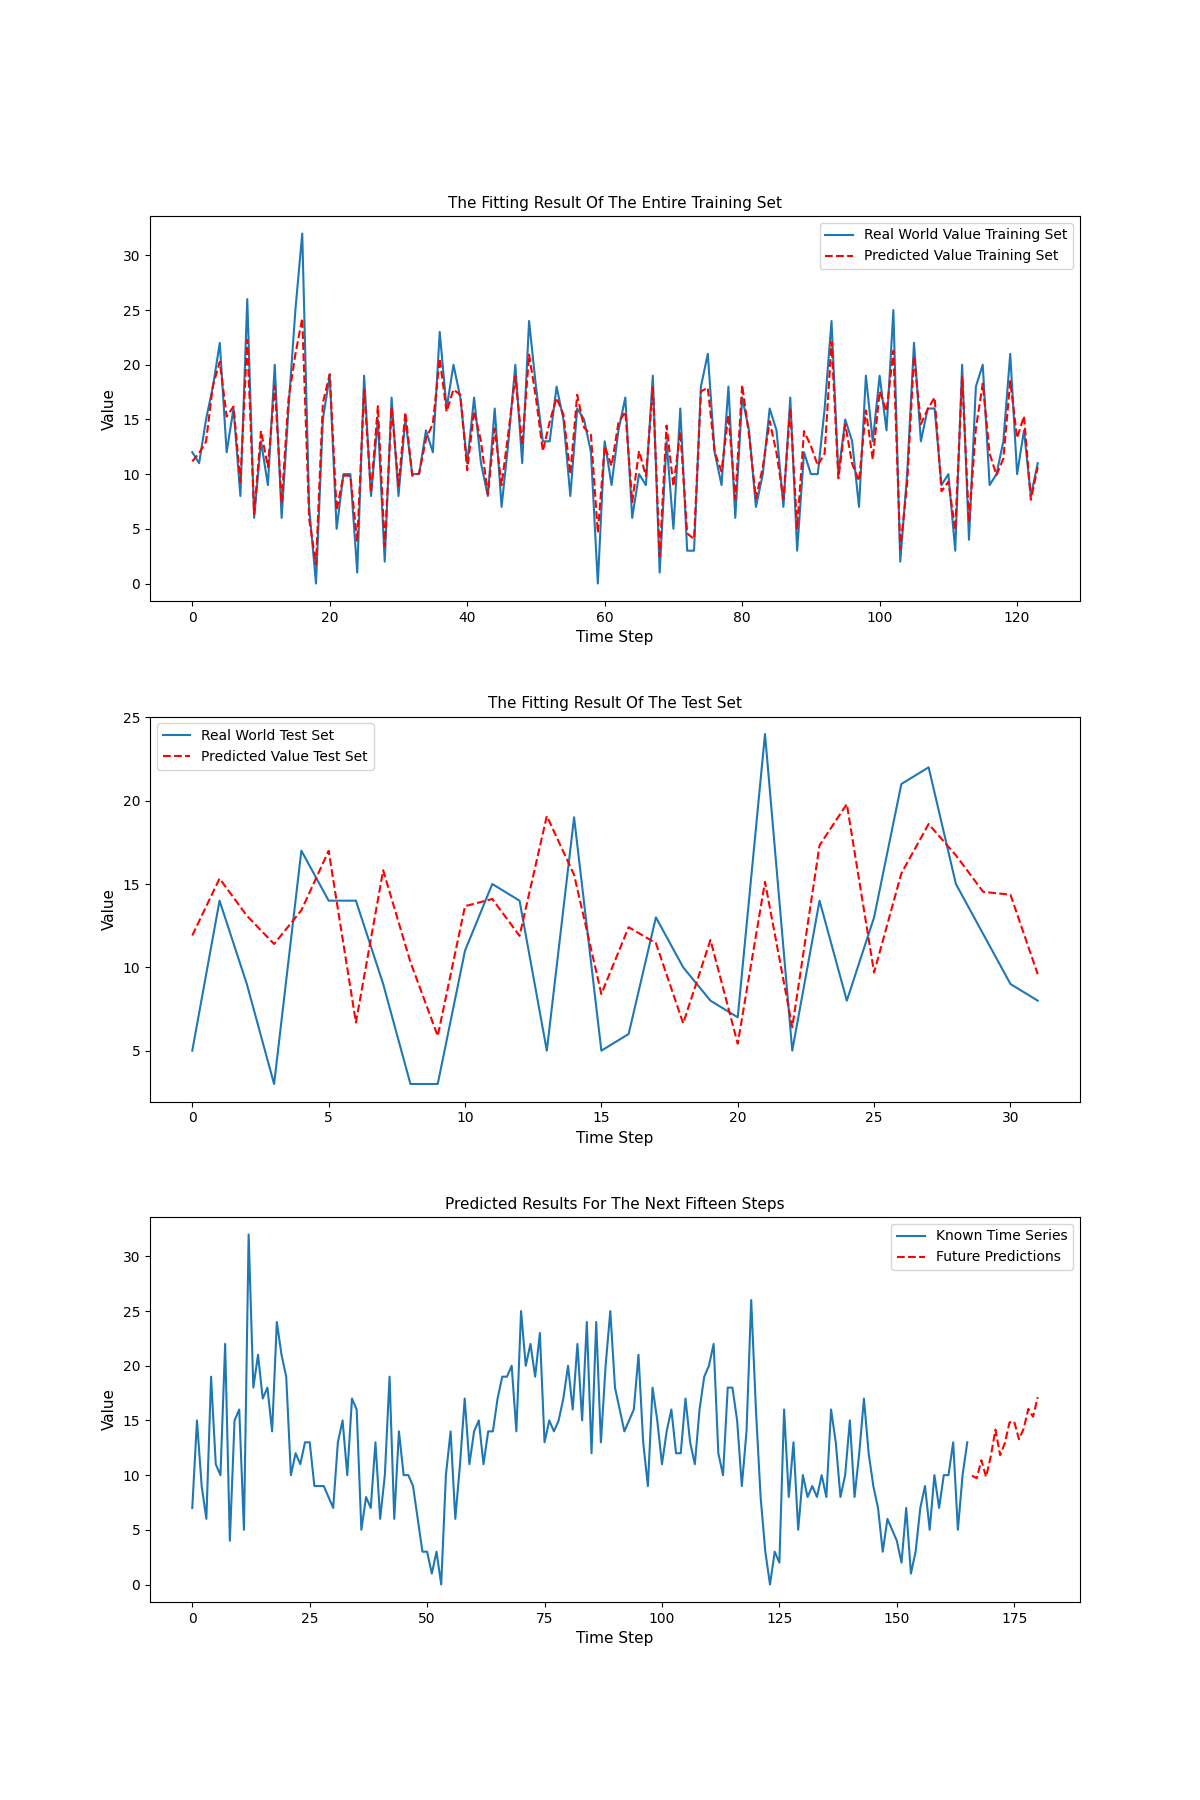 The Fitting Result Of The Entire Training Set
Real World Value Training Set
Predicted Value Training Set
Value
30
25
20
15
10
5
0
0 20 40 60 80 100 120
Time Step
The Fitting Result Of The Test Set
Real World Test Set
Predicted Value Test Set
Value
25
20
15
10
5
0 5 10 15 20 25 30
Time Step
Predicted Results For The Next Fifteen Steps
Known Time Series
Future Predictions
Value
30
25
20
15
10
5
0
0 25 50 75 100 125 150 175
Time Step